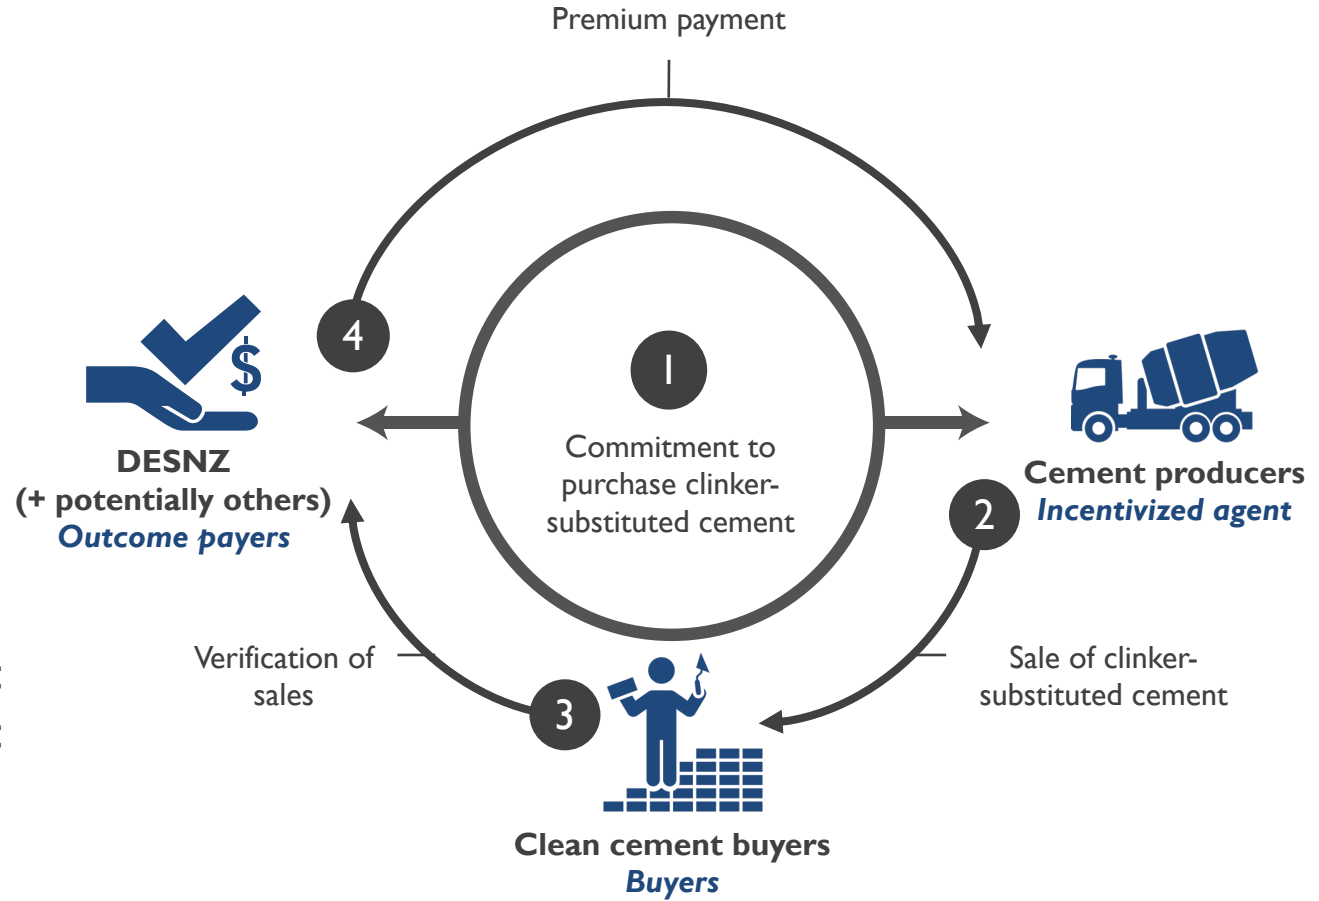 Premium payment
4
$
DESNZ
(+ potentially others)
Outcome payers
1
Commitment to
purchase clinker-
substituted cement
Cement producers
Incentivized agent
2
Verification of
sales
Sale of clinker-
substituted cement
3
Clean cement buyers
Buyers